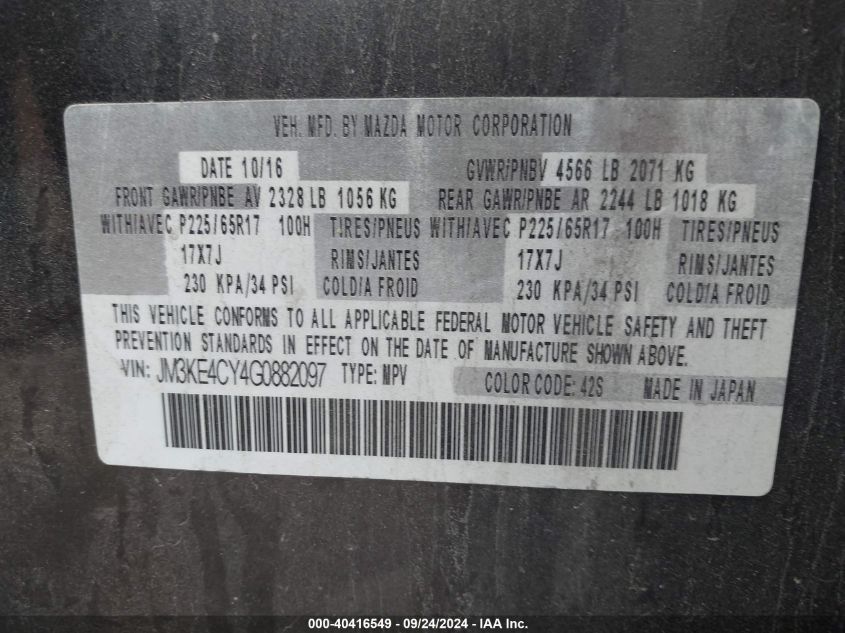 VEH. MFD. BY MAZDA MOTOR CORPORATION
DATE 10/16 GVWR/PNBV 4566 LB 2071 KG
FRONT GAWR/PNBE AV 2328 LB 1056 KG REAR GAWR/PNBE AR 2244 LB 1018 KG
WITH/AVEC P225/65R17 100H TIRES/PNEUS WITH/AVEC P225/65R17 100H TIRES/PNEUS
17X7J RIMS/JANTES 17X7J RIMS/JANTES
230 KPA/34 PSI COLD/A FROID 230 KPA/34 PSI COLD/A FROID
THIS VEHICLE CONFORMS TO ALL APPLICABLE FEDERAL MOTOR VEHICLE SAFETY AND THEFT
PREVENTION STANDARDS IN EFFECT ON THE DATE OF MANUFACTURE SHOWN ABOVE.
VIN: JM3KE4CY4G0882097 TYPE: MPV COLOR CODE: 42S MADE IN JAPAN
000-40416549 - 09/24/2024 - IAA Inc.